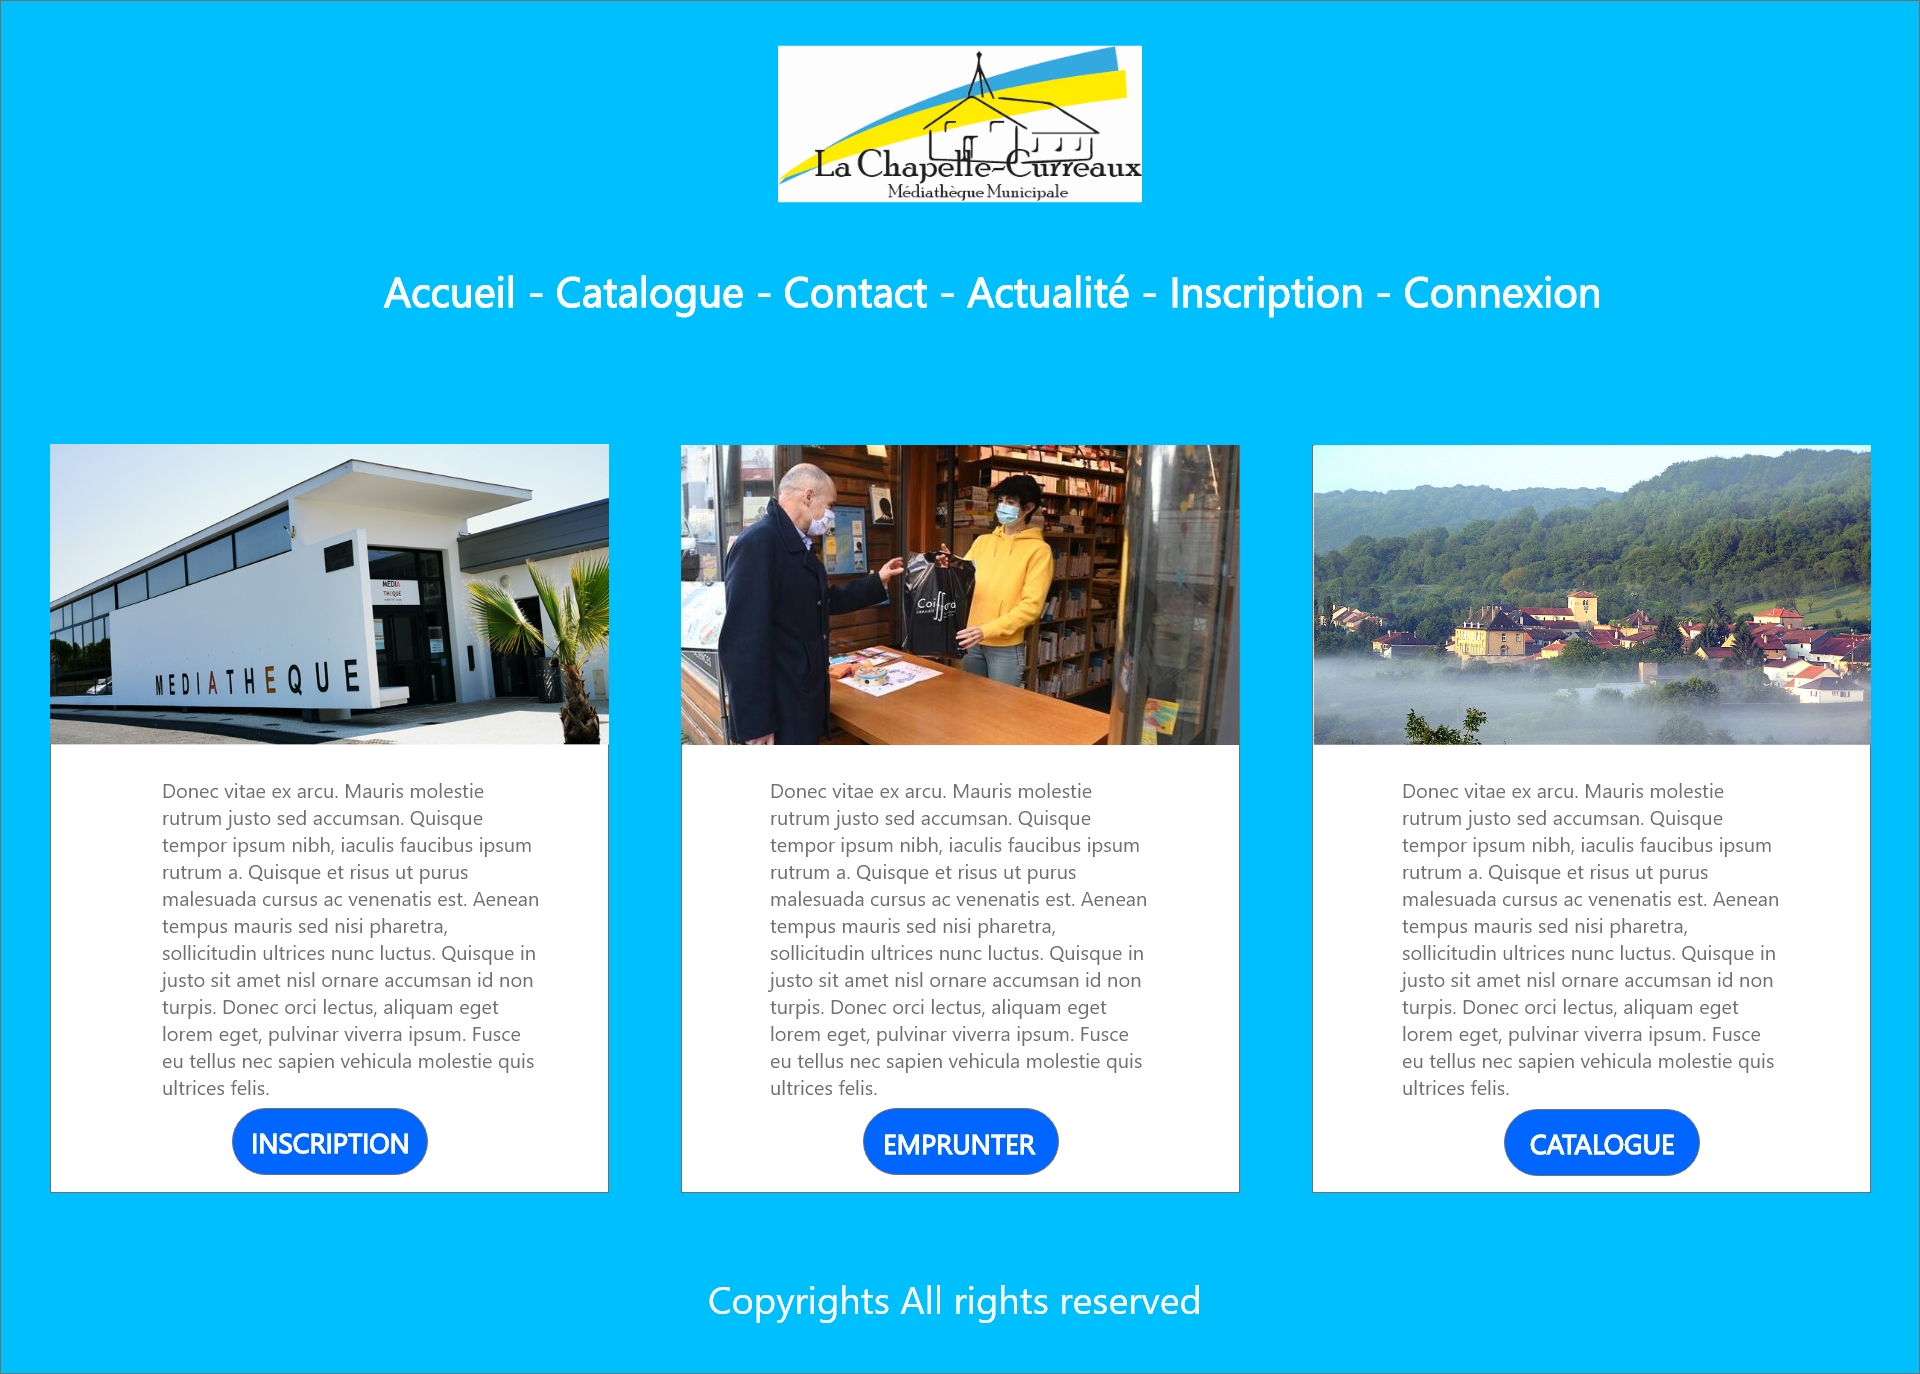 La Chapelle-Curreaux
Médiathèque Municipale
Accueil - Catalogue - Contact - Actualité - Inscription - Connexion
MEDIA
THEQUE
MEDIATHEQUE
Donec vitae ex arcu. Mauris molestie
rutrum justo sed accumsan. Quisque
tempor ipsum nibh, iaculis faucibus ipsum
rutrum a. Quisque et risus ut purus
malesuada cursus ac venenatis est. Aenean
tempus mauris sed nisi pharetra,
sollicitudin ultrices nunc luctus. Quisque in
justo sit amet nisl ornare accumsan id non
turpis. Donec orci lectus, aliquam eget
lorem eget, pulvinar viverra ipsum. Fusce
eu tellus nec sapien vehicula molestie quis
ultrices felis.
INSCRIPTION
Donec vitae ex arcu. Mauris molestie
rutrum justo sed accumsan. Quisque
tempor ipsum nibh, iaculis faucibus ipsum
rutrum a. Quisque et risus ut purus
malesuada cursus ac venenatis est. Aenean
tempus mauris sed nisi pharetra,
sollicitudin ultrices nunc luctus. Quisque in
justo sit amet nisl ornare accumsan id non
turpis. Donec orci lectus, aliquam eget
lorem eget, pulvinar viverra ipsum. Fusce
eu tellus nec sapien vehicula molestie quis
ultrices felis.
EMPRUNTER
Donec vitae ex arcu. Mauris molestie
rutrum justo sed accumsan. Quisque
tempor ipsum nibh, iaculis faucibus ipsum
rutrum a. Quisque et risus ut purus
malesuada cursus ac venenatis est. Aenean
tempus mauris sed nisi pharetra,
sollicitudin ultrices nunc luctus. Quisque in
justo sit amet nisl ornare accumsan id non
turpis. Donec orci lectus, aliquam eget
lorem eget, pulvinar viverra ipsum. Fusce
eu tellus nec sapien vehicula molestie quis
ultrices felis.
CATALOGUE
Copyrights All rights reserved